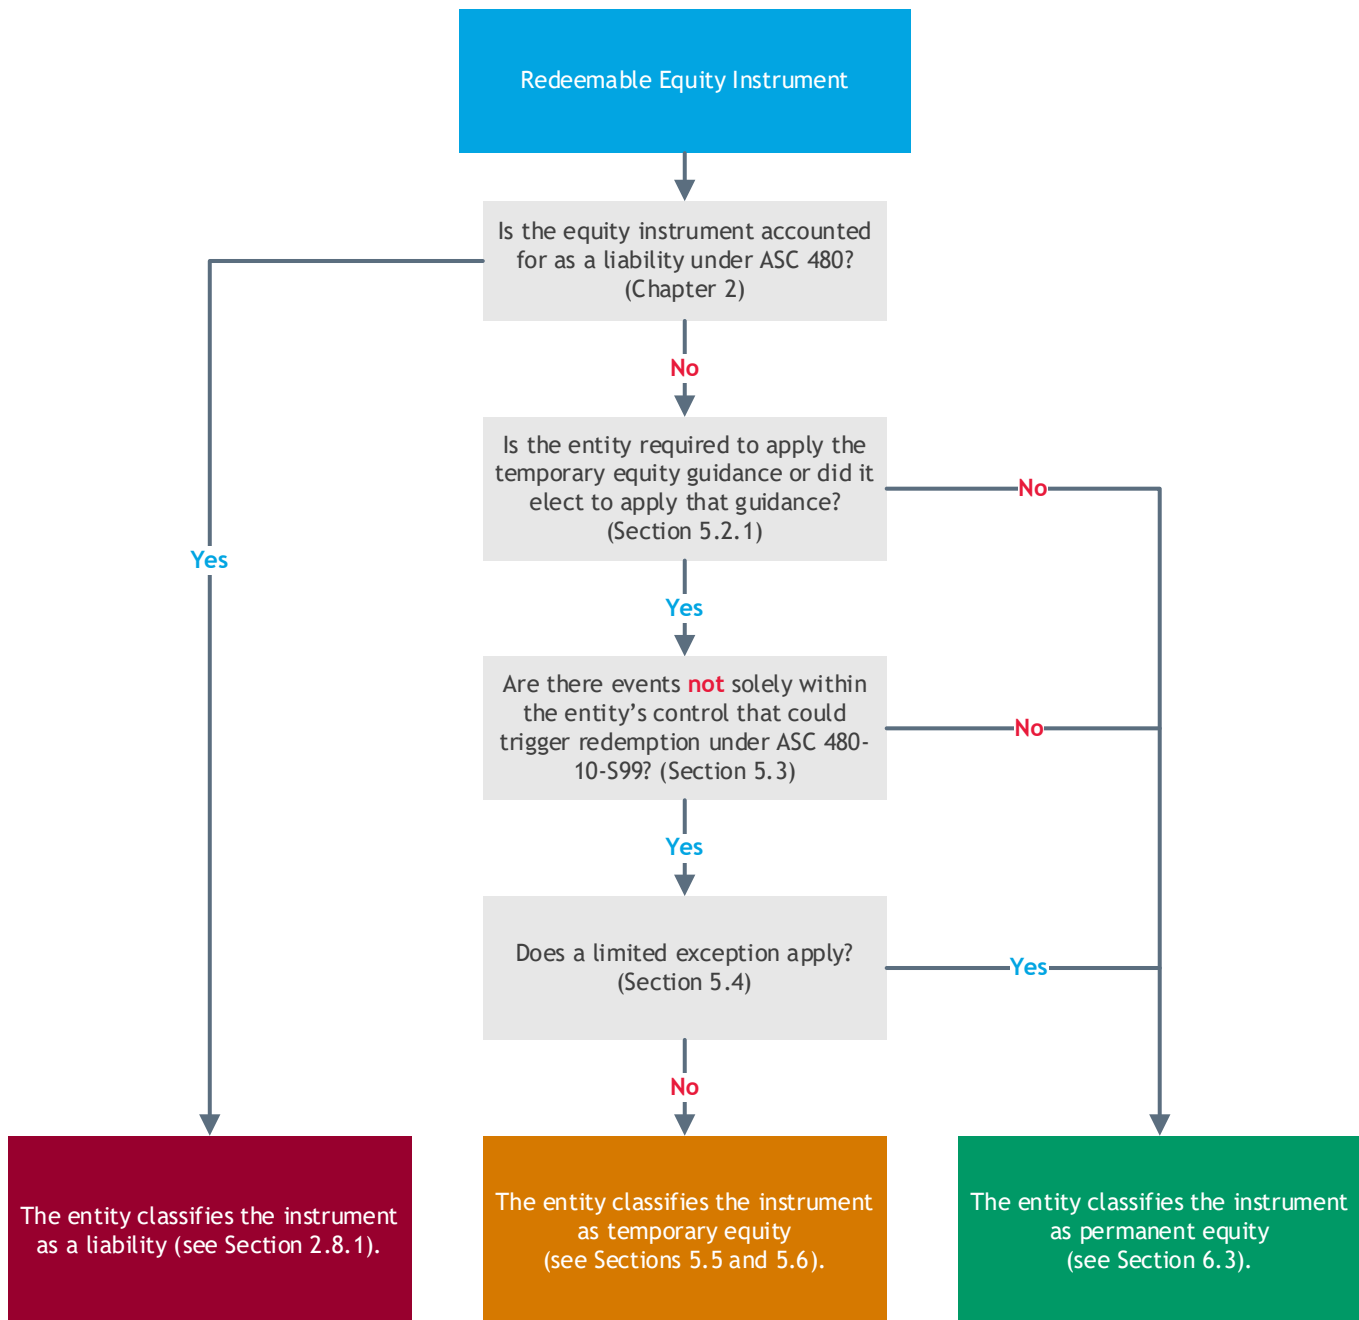 Redeemable Equity Instrument
Is the equity instrument accounted
for as a liability under ASC 480?
(Chapter 2)
No
Is the entity required to apply the
temporary equity guidance or did it
elect to apply that guidance?
(Section 5.2.1)
No
Yes
Yes
Are there events not solely within
the entity’s control that could
trigger redemption under ASC 480-
10-S99? (Section 5.3)
No
Yes
Does a limited exception apply?
(Section 5.4)
Yes
No
The entity classifies the instrument
as a liability (see Section 2.8.1).
The entity classifies the instrument
as temporary equity
(see Sections 5.5 and 5.6).
The entity classifies the instrument
as permanent equity
(see Section 6.3).